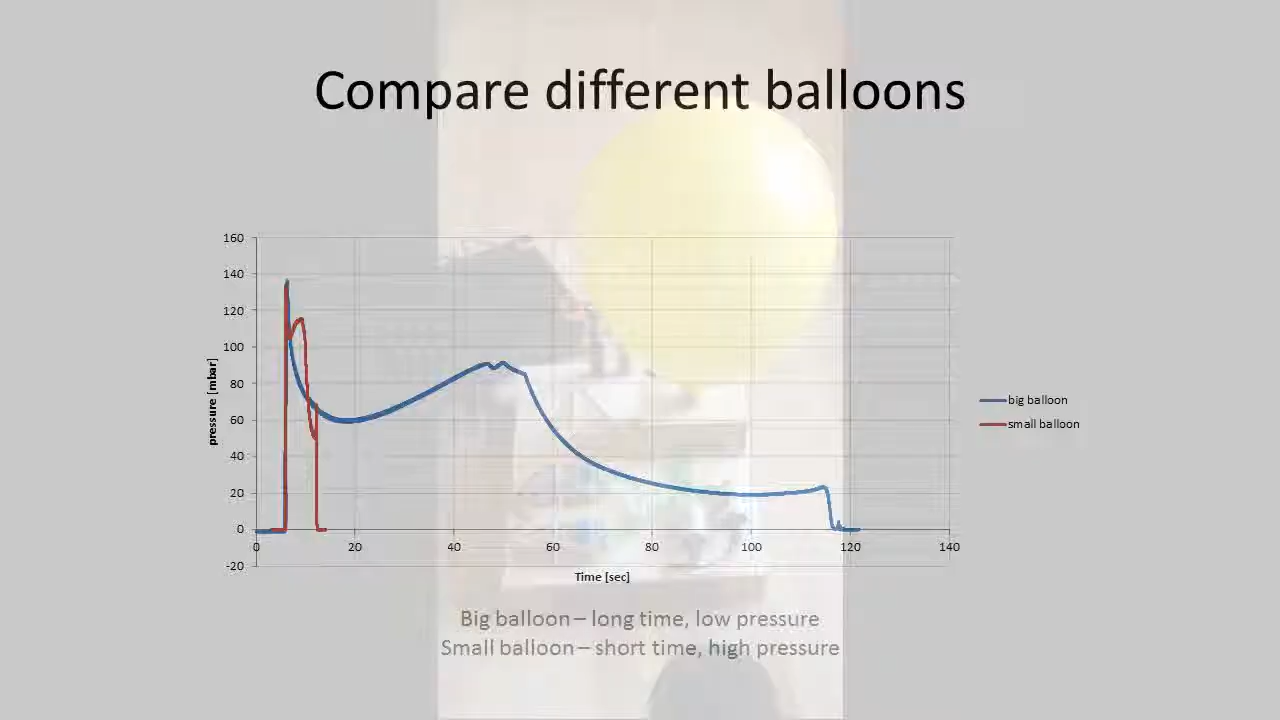 Compare different balloons
160
140
120
100
80
60
40
20
0
-20
pressure [mbar]
0 20 40 60 80 100 120 140
Time [sec]
big balloon
small balloon
Big balloon – long time, low pressure
Small balloon – short time, high pressure